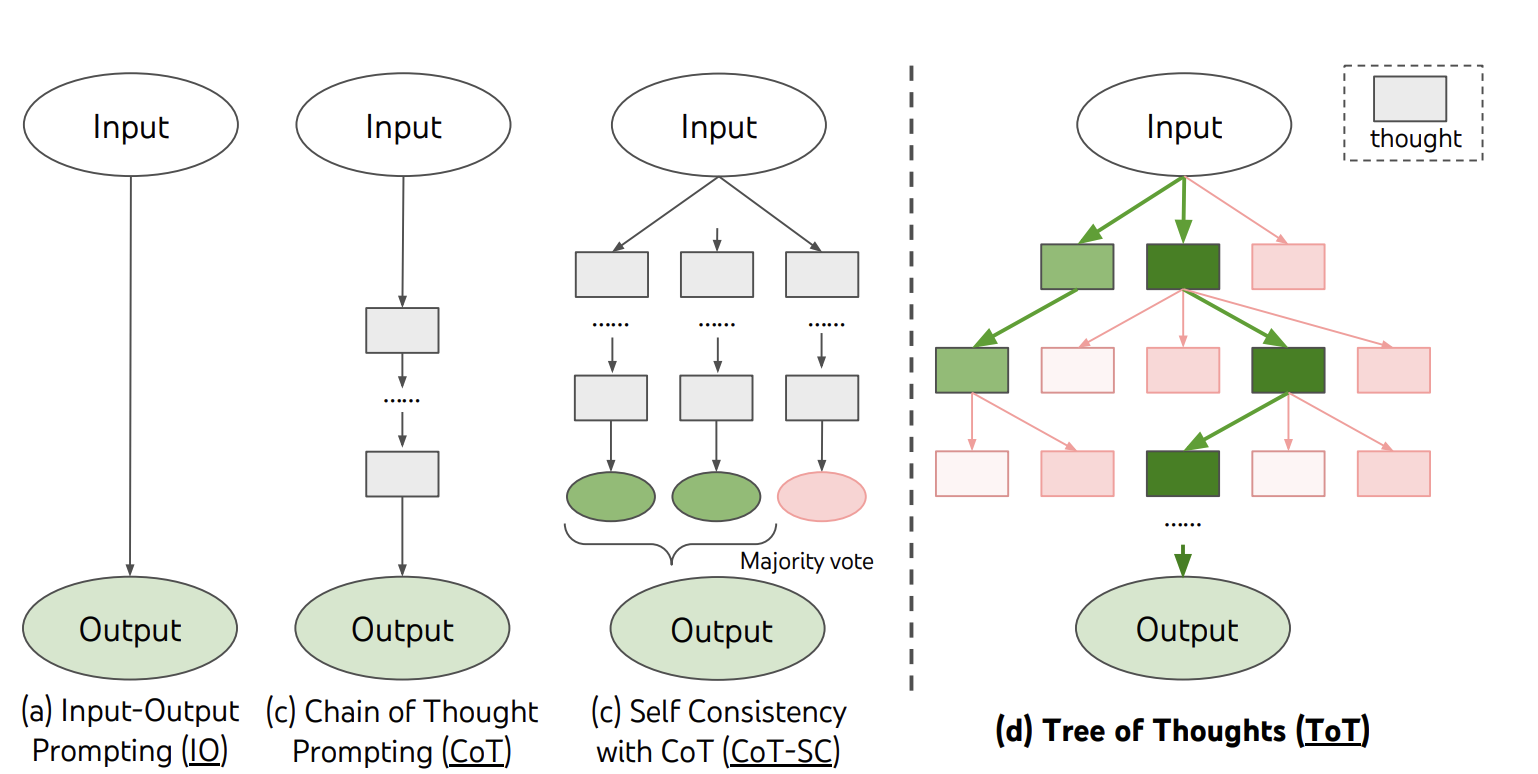 Input
Input
Input
Input
thought
......
......
......
......
......
Majority vote
Output
Output
Output
Output
(a) Input-Output
Prompting (IO)
(c) Chain of Thought
Prompting (CoT)
(c) Self Consistency
with CoT (CoT-SC)
(d) Tree of Thoughts (ToT)